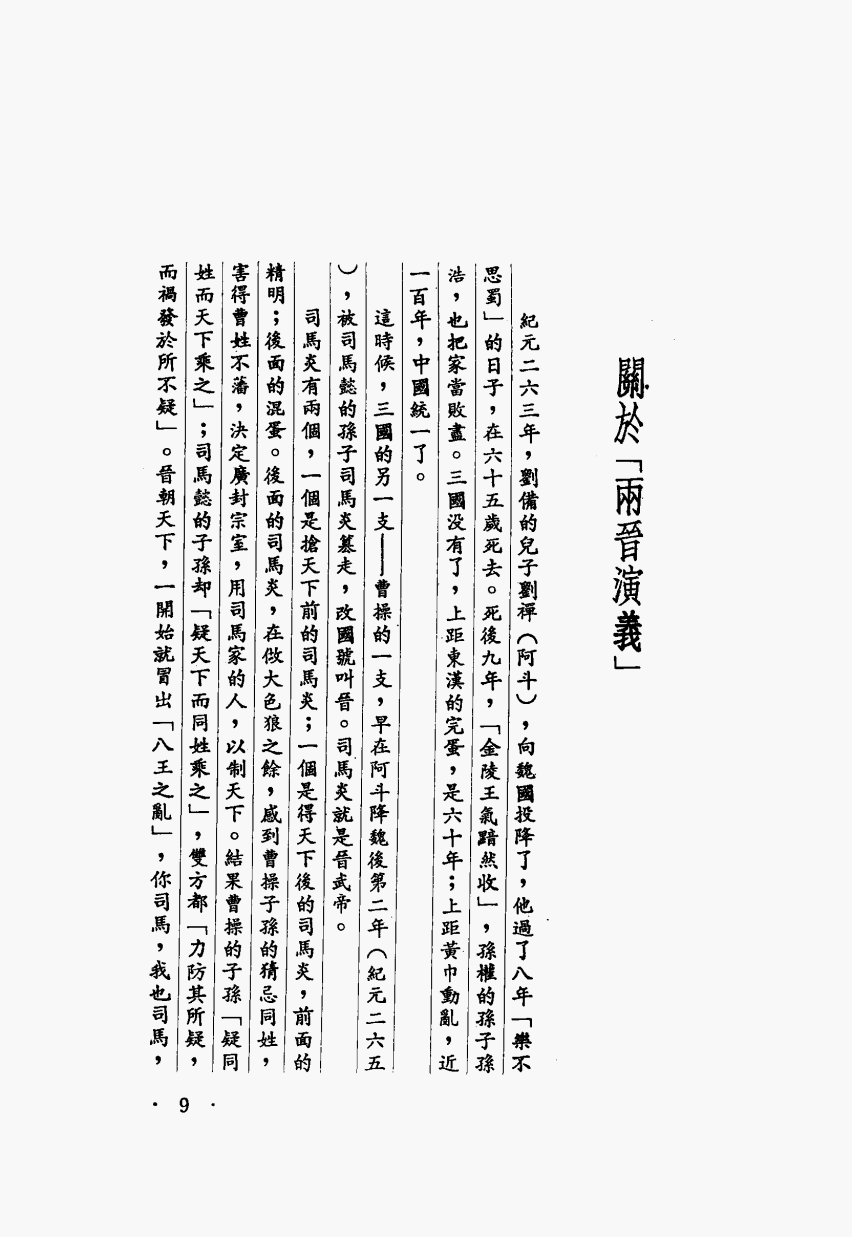 關於「兩晉演義」
紀元二六三年，劉備的兒子劉禪（阿斗），向魏國投降了，他過了八年「樂不
思蜀」的日子，在六十五歲死去。死後九年，「金陵王氣黯然收」，孫權的孫子孫
浩，也把家當敗盡。三國沒有了，上距東漢的完蛋，是六十年；上距黃巾動亂，近
一百年，中國統一了。
這時候，三國的另一支——曹操的一支，早在阿斗降魏後第二年（紀元二六五
），被司馬懿的孫子司馬炎篡走，改國號叫晉。司馬炎就是晉武帝。
司馬炎有兩個，一個是搶天下前的司馬炎；一個是得天下後的司馬炎，前面的
精明；後面的混蛋。後面的司馬炎，在做大色狼之餘，感到曹操子孫的猜忌同姓，
害得曹姓不藩，決定廣封宗室，用司馬家的人，以制天下。結果曹操的子孫「疑同
姓而天下乘之」；司馬懿的子孫却「疑天下而同姓乘之」，雙方都「力防其所疑，
而禍發於所不疑」。晉朝天下，一開始就冒出「八王之亂」，你司馬，我也司馬，
· 9 ·